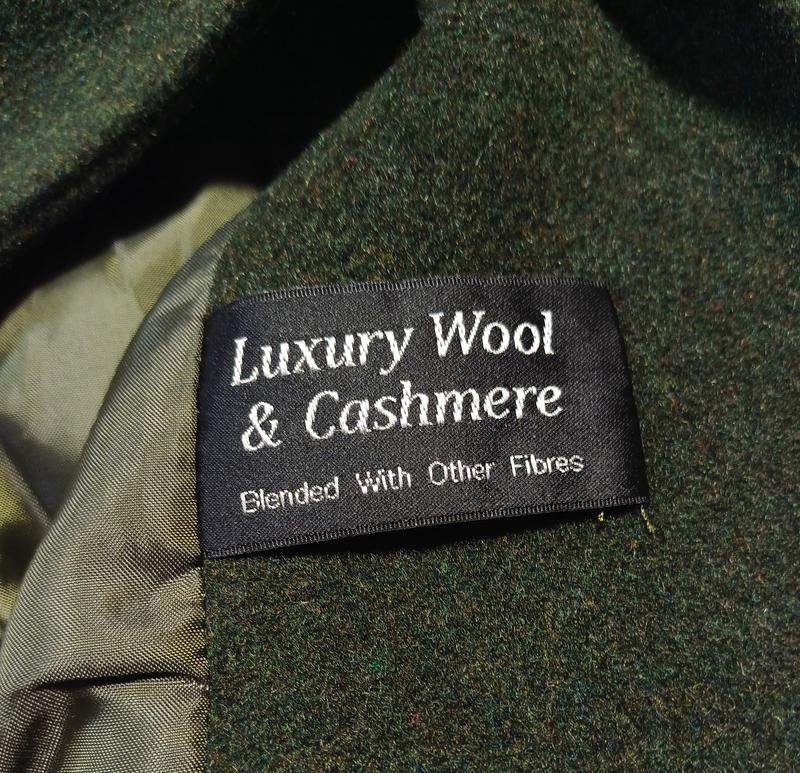 Luxury Wool
& Cashmere
Blended With Other Fibres